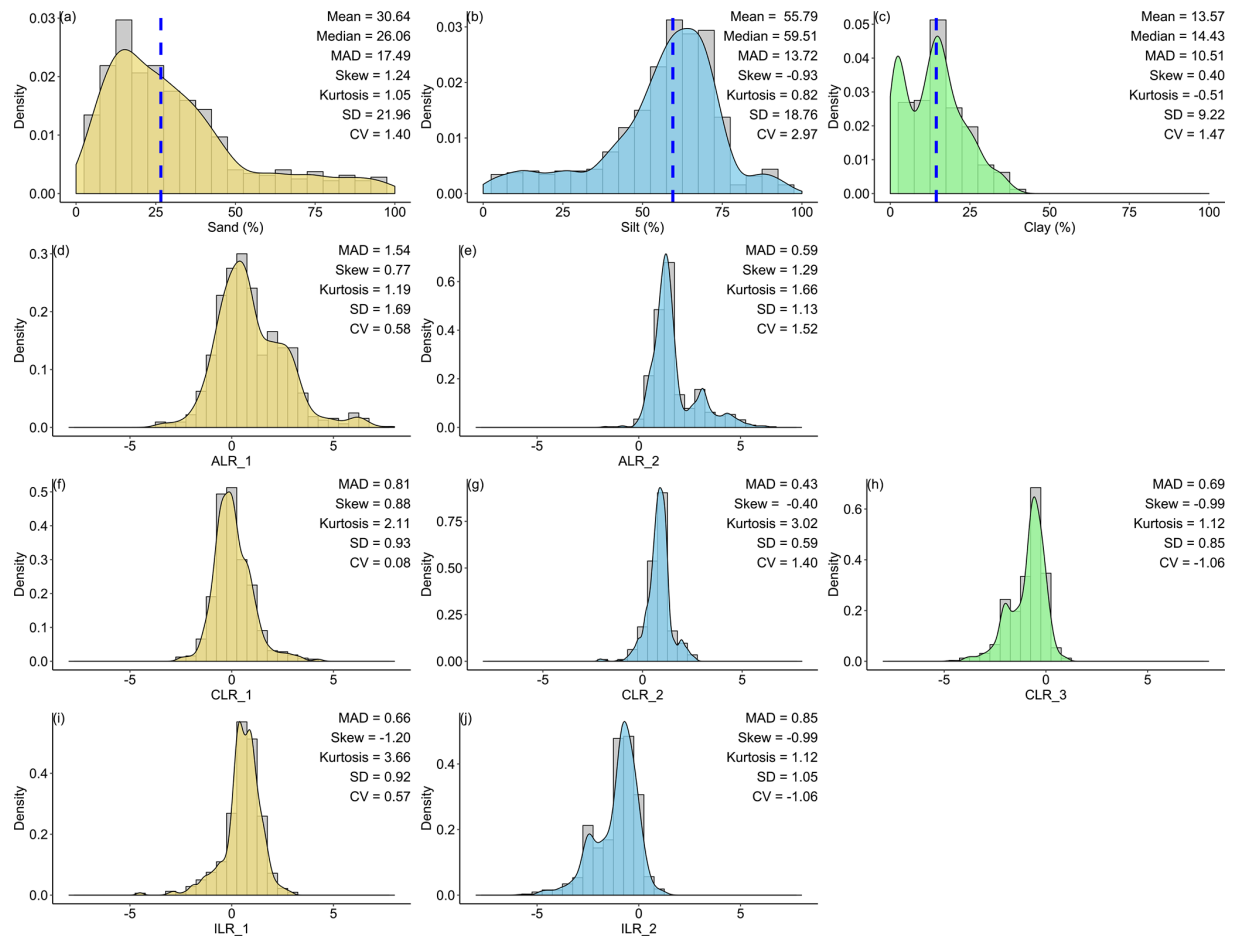 (a)
Mean = 30.64
Median = 26.06
MAD = 17.49
Skew = 1.24
Kurtosis = 1.05
SD = 21.96
CV = 1.40
Density
0.03
0.02
0.01
0.00
0 25 50 75 100
Sand (%)
(b)
Mean = 55.79
Median = 59.51
MAD = 13.72
Skew = -0.93
Kurtosis = 0.82
SD = 18.76
CV = 2.97
Density
0.03
0.02
0.01
0.00
0 25 50 75 100
Silt (%)
(c)
Mean = 13.57
Median = 14.43
MAD = 10.51
Skew = 0.40
Kurtosis = -0.51
SD = 9.22
CV = 1.47
Density
0.05
0.04
0.03
0.02
0.01
0.00
0 25 50 75 100
Clay (%)
(d)
MAD = 1.54
Skew = 0.77
Kurtosis = 1.19
SD = 1.69
CV = 0.58
Density
0.3
0.2
0.1
0.0
-5 0 5
ALR_1
(e)
MAD = 0.59
Skew = 1.29
Kurtosis = 1.66
SD = 1.13
CV = 1.52
Density
0.6
0.4
0.2
0.0
-5 0 5
ALR_2
(f)
MAD = 0.81
Skew = 0.88
Kurtosis = 2.11
SD = 0.93
CV = 0.08
Density
0.5
0.4
0.3
0.2
0.1
0.0
-5 0 5
CLR_1
(g)
MAD = 0.43
Skew = -0.40
Kurtosis = 3.02
SD = 0.59
CV = 1.40
Density
0.75
0.50
0.25
0.00
-5 0 5
CLR_2
(h)
MAD = 0.69
Skew = -0.99
Kurtosis = 1.12
SD = 0.85
CV = -1.06
Density
0.6
0.4
0.2
0.0
-5 0 5
CLR_3
(i)
MAD = 0.66
Skew = -1.20
Kurtosis = 3.66
SD = 0.92
CV = 0.57
Density
0.4
0.2
0.0
-5 0 5
ILR_1
(j)
MAD = 0.85
Skew = -0.99
Kurtosis = 1.12
SD = 1.05
CV = -1.06
Density
0.4
0.2
0.0
-5 0 5
ILR_2